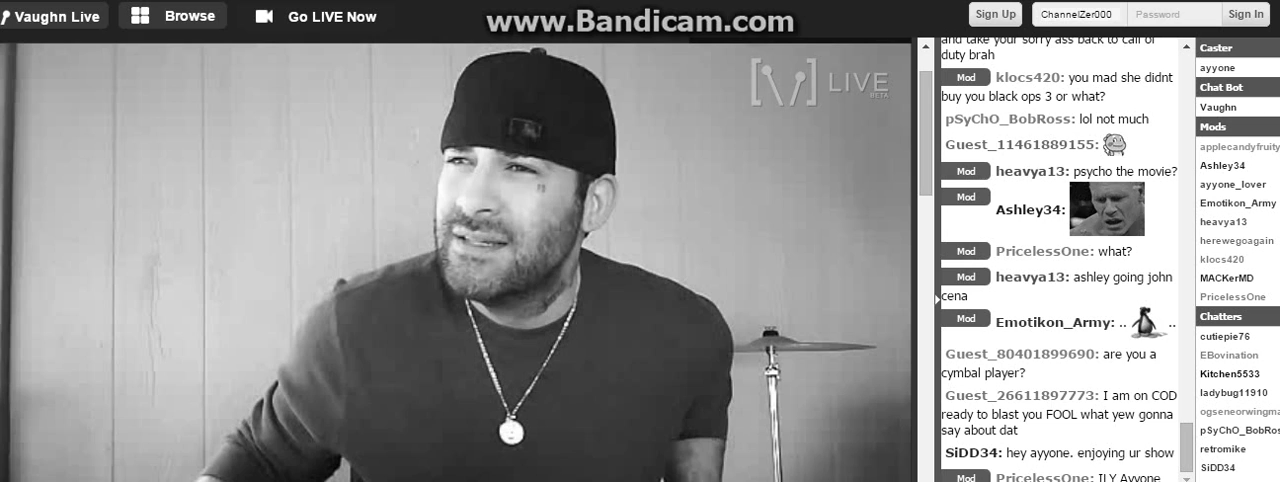 www.Bandicam.com
Vaughn Live
Browse
Go LIVE Now
Sign Up
ChannelZer000
Password
Sign In
[V] LIVE
BETA
and take your sorry ass back to call of
duty brah
Mod klocs420: you mad she didnt
buy you black ops 3 or what?
pSyChO_BobRoss: lol not much
Guest_11461889155:
Mod heavya13: psycho the movie?
Mod Ashley34:
Mod PricelessOne: what?
Mod heavya13: ashley going john
cena
Mod Emotikon_Army: .. ..
Guest_80401899690: are you a
cymbal player?
Guest_26611897773: I am on COD
ready to blast you FOOL what yew gonna
say about dat
SiDD34: hey ayyone. enjoying ur show
Mod PricelessOne: ILY Ayyone
Caster
ayyone
Chat Bot
Vaughn
Mods
applecandyfruity
Ashley34
ayyone_lover
Emotikon_Army
heavya13
herewegoagain
klocs420
MACKerMD
PricelessOne
Chatters
cutiepie76
EBovination
Kitchen5533
ladybug11910
ogseneorwingma
pSyChO_BobRos
retromike
SiDD34